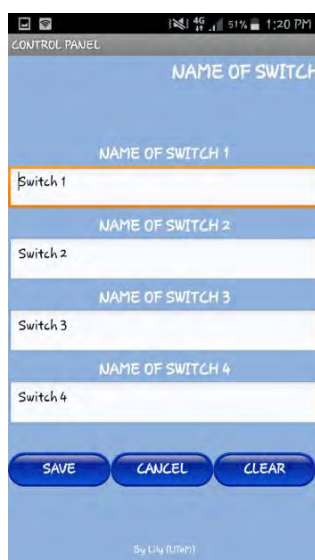 4G 51% 1:20 PM
CONTROL PANEL
NAME OF SWITCH
NAME OF SWITCH 1
Switch 1
NAME OF SWITCH 2
Switch 2
NAME OF SWITCH 3
Switch 3
NAME OF SWITCH 4
Switch 4
SAVE CANCEL CLEAR
By Lily (UTeM)